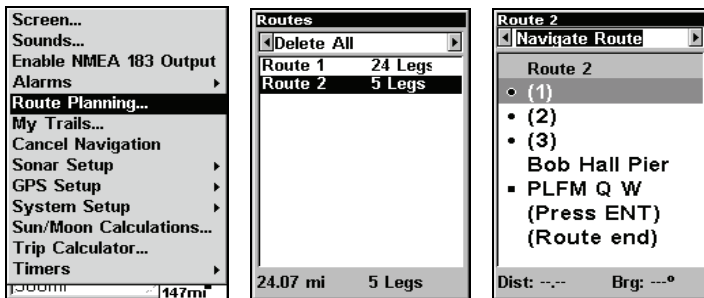 Screen...
Sounds...
Enable NMEA 183 Output
Alarms
Route Planning...
My Trails...
Cancel Navigation
Sonar Setup
GPS Setup
System Setup
Sun/Moon Calculations...
Trip Calculator...
Timers
147mi
Routes
Delete All
Route 1 24 Legs
Route 2 5 Legs
24.07 mi 5 Legs
Route 2
Navigate Route
Route 2
(1)
(2)
(3)
Bob Hall Pier
PLFM Q W
(Press ENT)
(Route end)
Dist: --.-- Brg: ---°